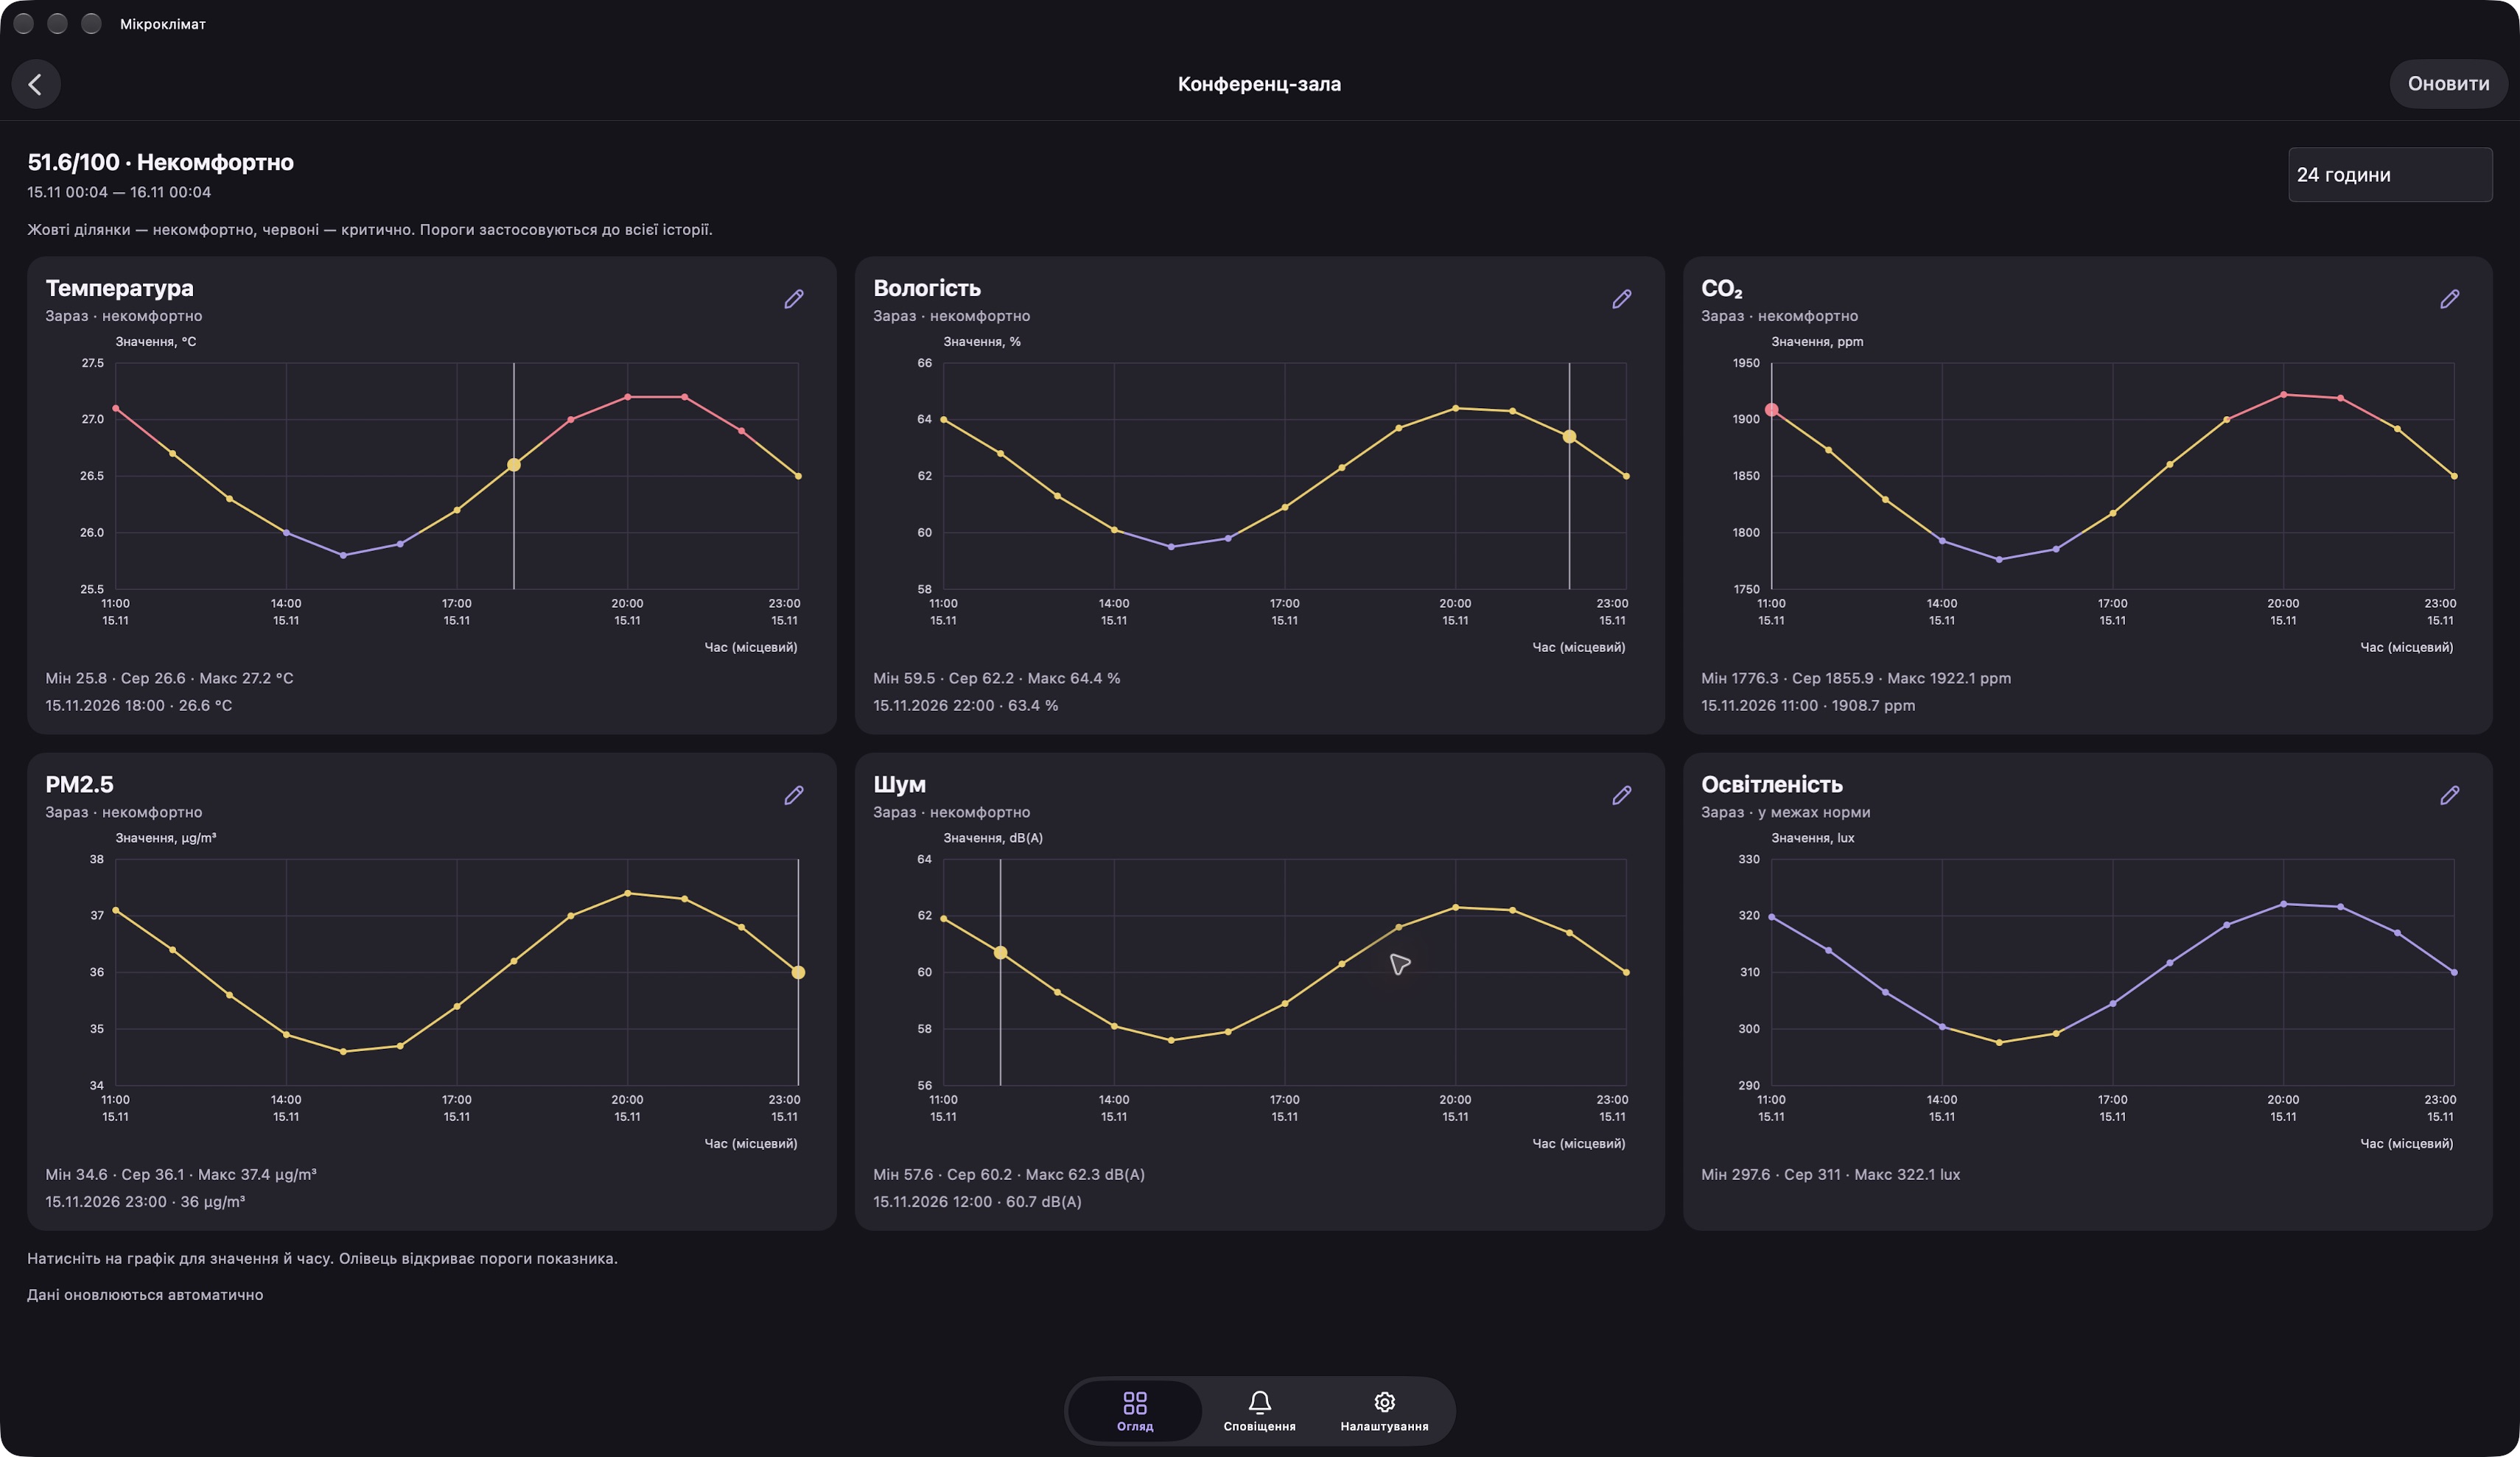 Мікроклімат
Конференц-зала
Оновити
51.6/100 · Некомфортно
15.11 00:04 — 16.11 00:04
24 години
Жовті ділянки — некомфортно, червоні — критично. Пороги застосовуються до всієї історії.
Температура
Зараз · некомфортно
Значення, °C
27.5
27.0
26.5
26.0
25.5
11:00 14:00 17:00 20:00 23:00
15.11 15.11 15.11 15.11 15.11
Час (місцевий)
Мін 25.8 · Сер 26.6 · Макс 27.2 °C
15.11.2026 18:00 · 26.6 °C
Вологість
Зараз · некомфортно
Значення, %
66
64
62
60
58
11:00 14:00 17:00 20:00 23:00
15.11 15.11 15.11 15.11 15.11
Час (місцевий)
Мін 59.5 · Сер 62.2 · Макс 64.4 %
15.11.2026 22:00 · 63.4 %
CO₂
Зараз · некомфортно
Значення, ppm
1950
1900
1850
1800
1750
11:00 14:00 17:00 20:00 23:00
15.11 15.11 15.11 15.11 15.11
Час (місцевий)
Мін 1776.3 · Сер 1855.9 · Макс 1922.1 ppm
15.11.2026 11:00 · 1908.7 ppm
PM2.5
Зараз · некомфортно
Значення, µg/m³
38
37
36
35
34
11:00 14:00 17:00 20:00 23:00
15.11 15.11 15.11 15.11 15.11
Час (місцевий)
Мін 34.6 · Сер 36.1 · Макс 37.4 µg/m³
15.11.2026 23:00 · 36 µg/m³
Шум
Зараз · некомфортно
Значення, dB(A)
64
62
60
58
56
11:00 14:00 17:00 20:00 23:00
15.11 15.11 15.11 15.11 15.11
Час (місцевий)
Мін 57.6 · Сер 60.2 · Макс 62.3 dB(A)
15.11.2026 12:00 · 60.7 dB(A)
Освітленість
Зараз · у межах норми
Значення, lux
330
320
310
300
290
11:00 14:00 17:00 20:00 23:00
15.11 15.11 15.11 15.11 15.11
Час (місцевий)
Мін 297.6 · Сер 311 · Макс 322.1 lux
Натисніть на графік для значення й часу. Олівець відкриває пороги показника.
Дані оновлюються автоматично
Огляд
Сповіщення
Налаштування